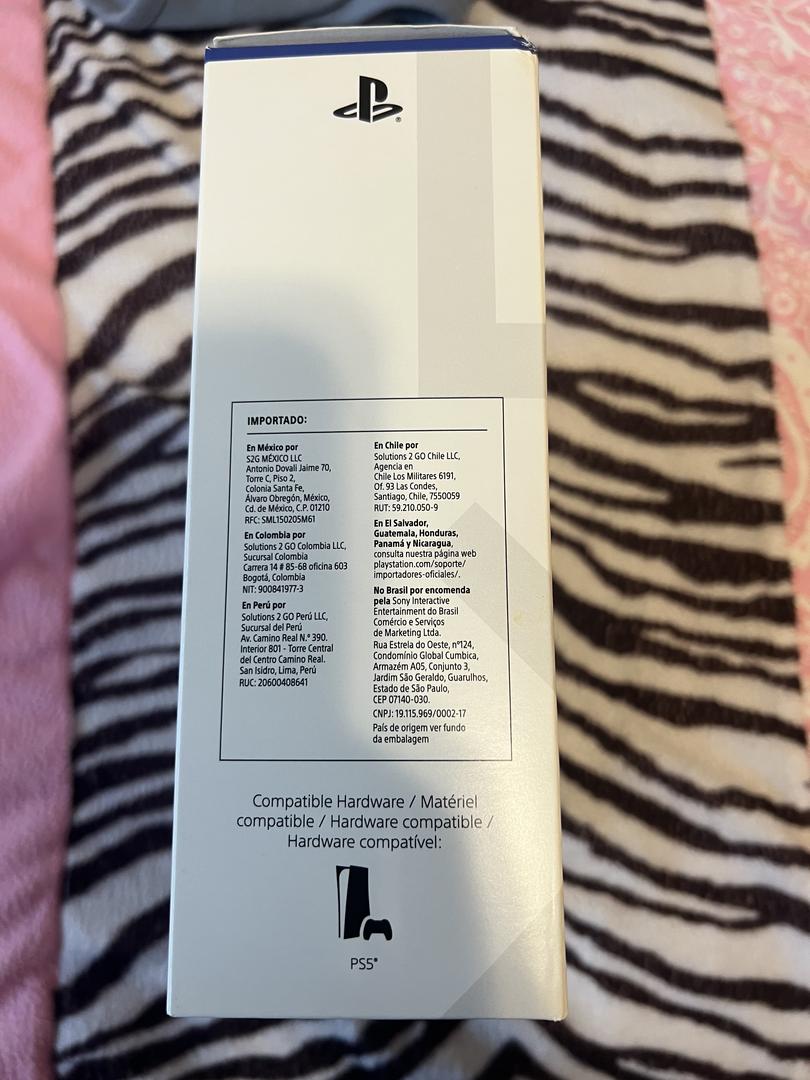 IMPORTADO:
En México por
S2G MÉXICO LLC
Antonio Dovali Jaime 70,
Torre C, Piso 2,
Colonia Santa Fe,
Álvaro Obregón, México,
Cd. de México, C.P. 01210
RFC: SML150205M61
En Colombia por
Solutions 2 GO Colombia LLC,
Sucursal Colombia
Carrera 14 # 85-68 oficina 603
Bogotá, Colombia
NIT: 900841977-3
En Perú por
Solutions 2 GO Perú LLC,
Sucursal del Perú
Av. Camino Real N.º 390.
Interior 801 - Torre Central
del Centro Camino Real.
San Isidro, Lima, Perú
RUC: 20600408641
En Chile por
Solutions 2 GO Chile LLC,
Agencia en
Chile Los Militares 6191,
Of. 93 Las Condes,
Santiago, Chile, 7550059
RUT: 59.210.050-9
En El Salvador,
Guatemala, Honduras,
Panamá y Nicaragua,
consulta nuestra página web
playstation.com/soporte/
importadores-oficiales/.
No Brasil por encomenda
pela Sony Interactive
Entertainment do Brasil
Comércio e Serviços
de Marketing Ltda.
Rua Estrela do Oeste, nº124,
Condomínio Global Cumbica,
Armazém A05, Conjunto 3,
Jardim São Geraldo, Guarulhos,
Estado de São Paulo,
CEP 07140-030.
CNPJ: 19.115.969/0002-17
País de origem ver fundo
da embalagem
Compatible Hardware / Matériel
compatible / Hardware compatible /
Hardware compatível:
PS5®